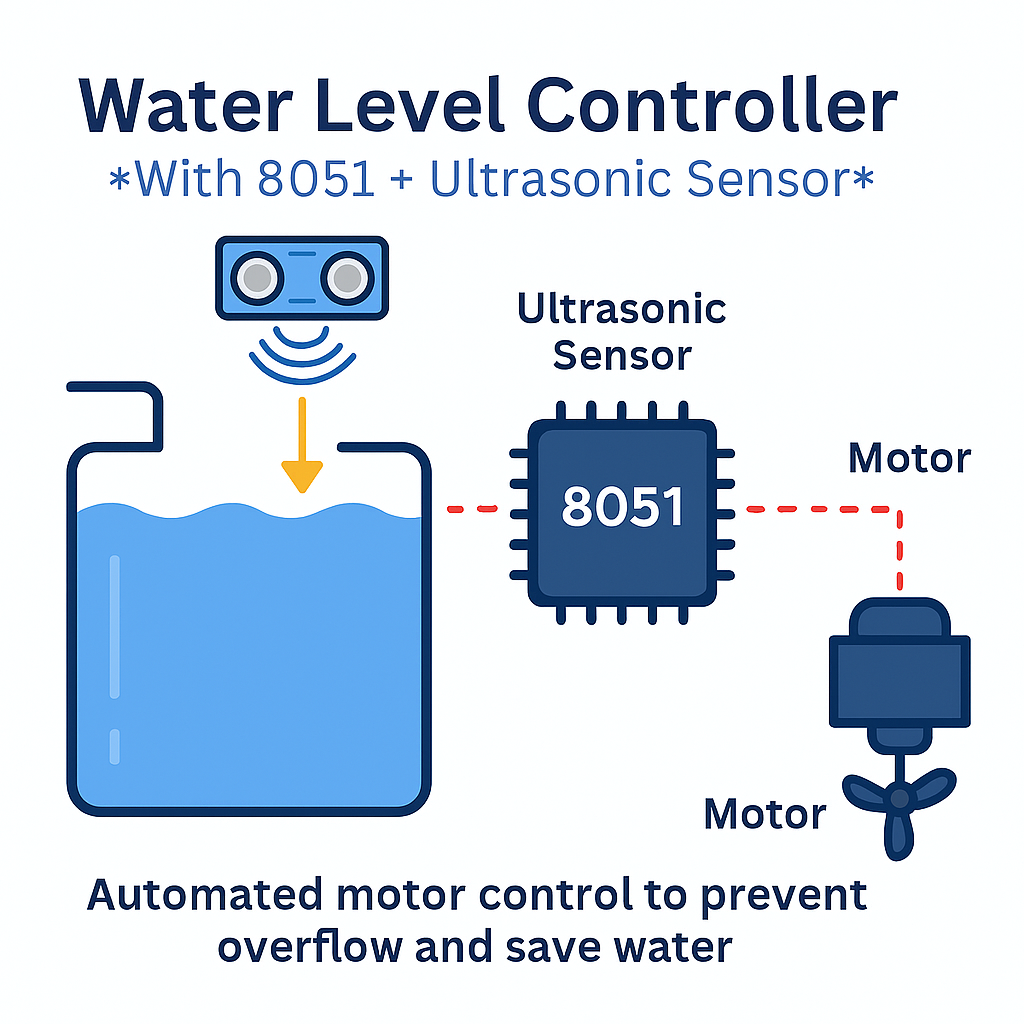 Water Level Controller
*With 8051 + Ultrasonic Sensor*
Ultrasonic
Sensor
8051
Motor
Motor
Automated motor control to prevent
overflow and save water